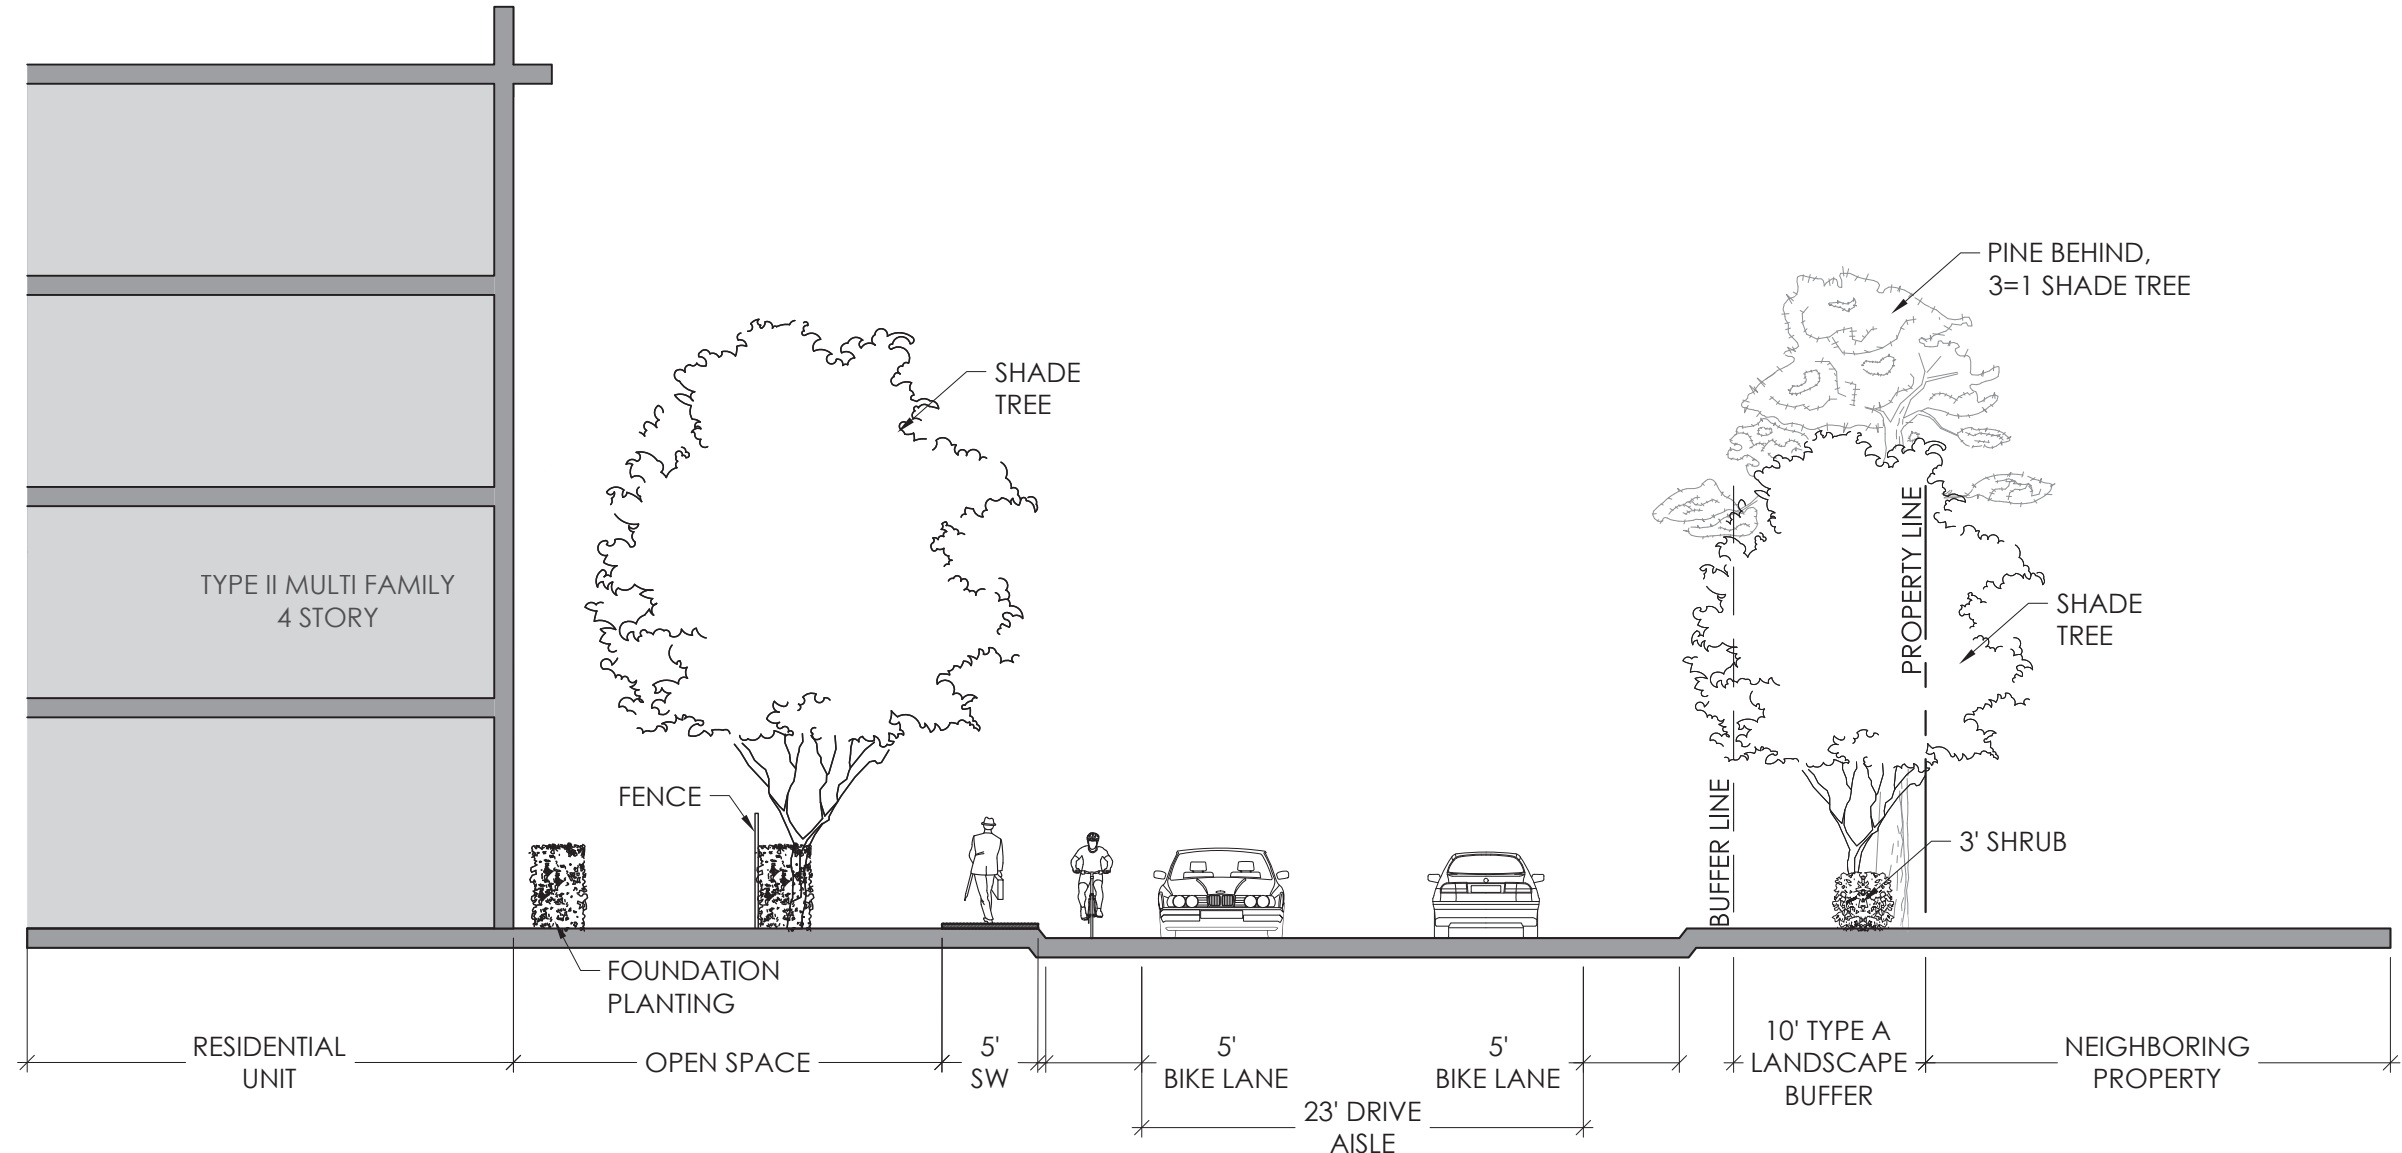 PINE BEHIND,
3=1 SHADE TREE
SHADE
TREE
PROPERTY LINE
TYPE II MULTI FAMILY
4 STORY
SHADE
TREE
FENCE
BUFFER LINE
3' SHRUB
FOUNDATION
PLANTING
RESIDENTIAL
UNIT
OPEN SPACE
5'
SW
5'
BIKE LANE
5'
BIKE LANE
10' TYPE A
LANDSCAPE
BUFFER
NEIGHBORING
PROPERTY
23' DRIVE
AISLE